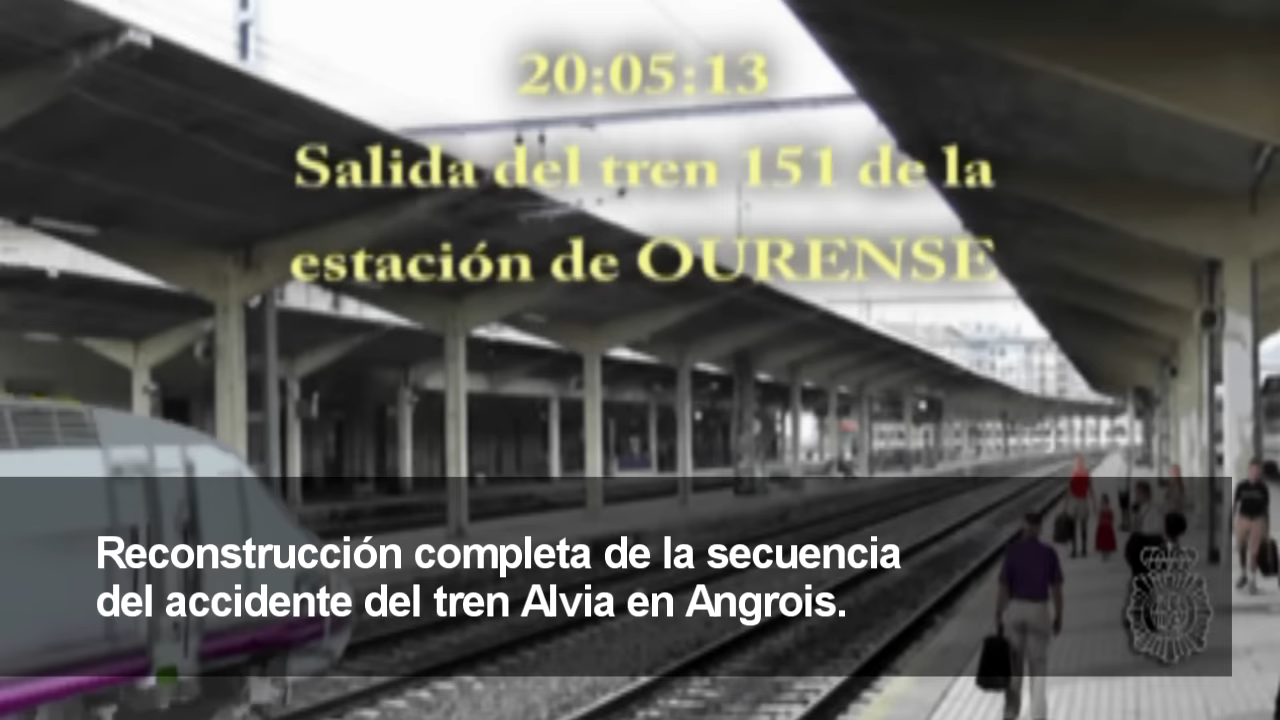 20:05:13
Salida del tren 151 de la
estación de OURENSE
Reconstrucción completa de la secuencia
del accidente del tren Alvia en Angrois.